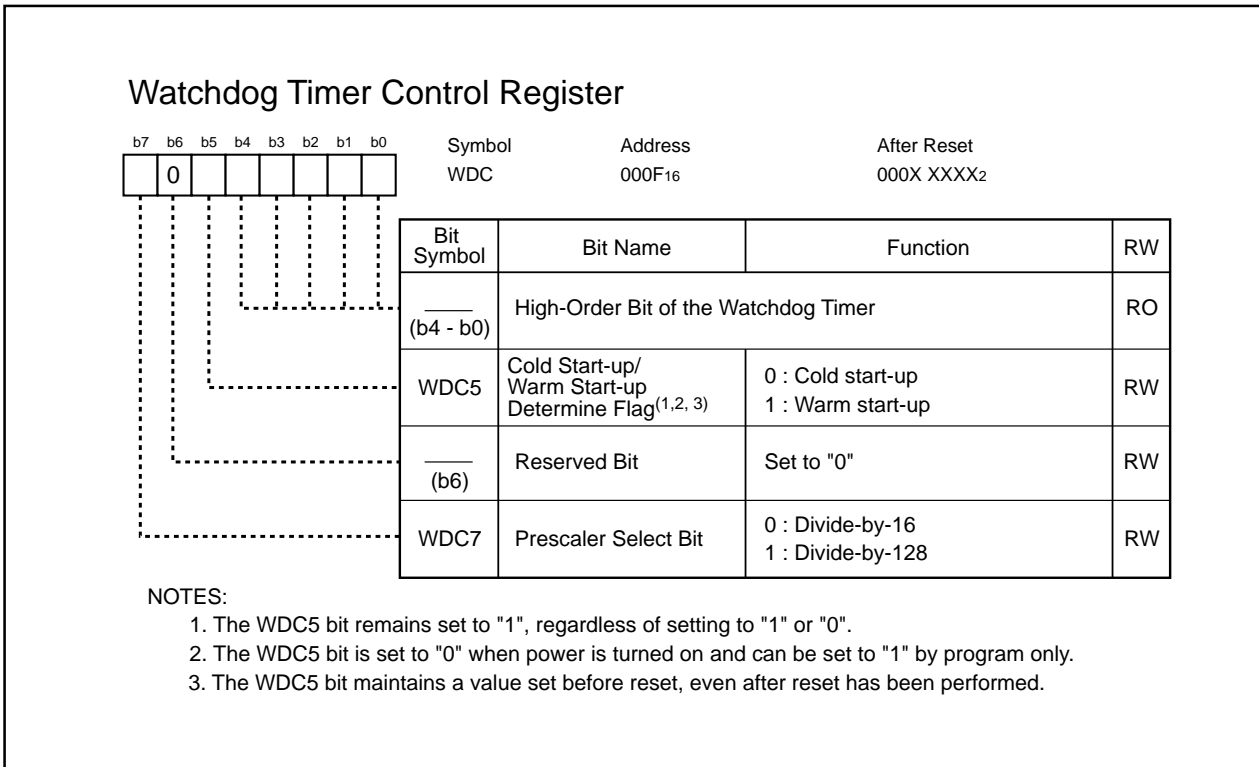 Watchdog Timer Control Register
b7 b6 b5 b4 b3 b2 b1 b0
Symbol Address After Reset
0
WDC 000F16 000X XXXX2
Bit Symbol Bit Name Function RW
(b4 - b0) High-Order Bit of the Watchdog Timer RO
WDC5
Cold Start-up/
Warm Start-up
Determine Flag(1,2, 3)
0 : Cold start-up
1 : Warm start-up
RW
(b6) Reserved Bit Set to "0" RW
WDC7 Prescaler Select Bit
0 : Divide-by-16
1 : Divide-by-128
RW
NOTES:
1. The WDC5 bit remains set to "1", regardless of setting to "1" or "0".
2. The WDC5 bit is set to "0" when power is turned on and can be set to "1" by program only.
3. The WDC5 bit maintains a value set before reset, even after reset has been performed.